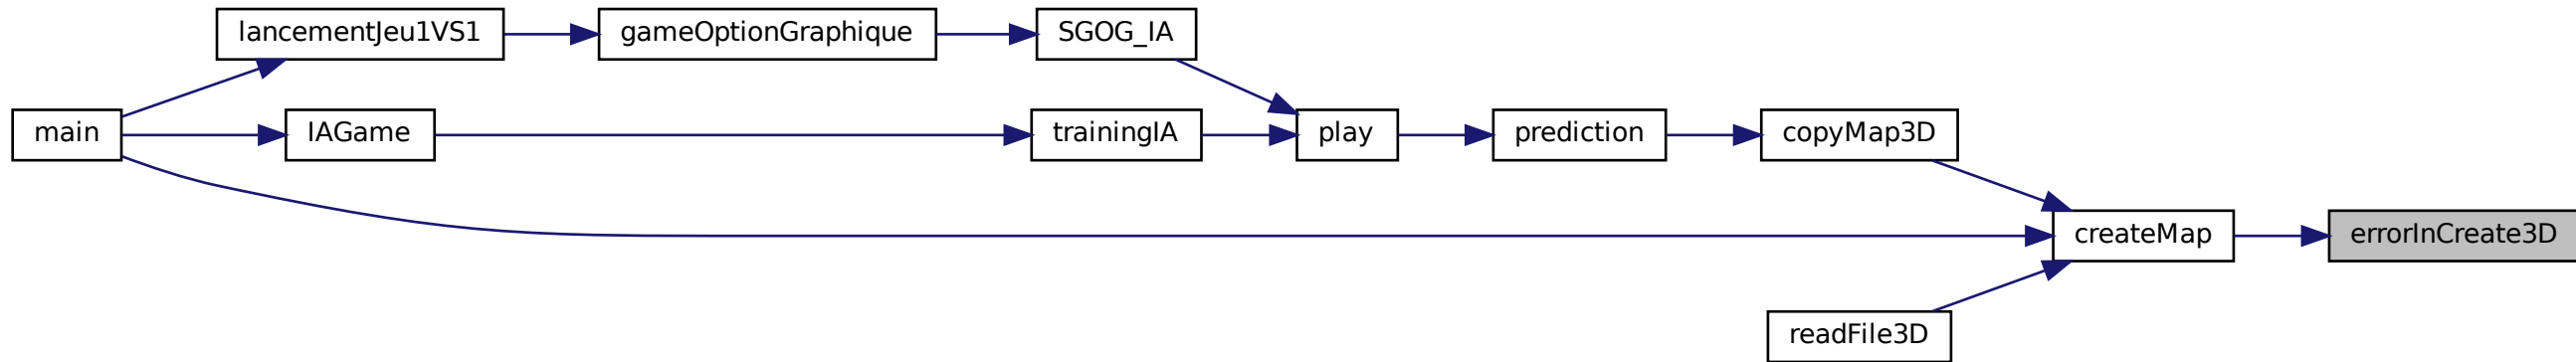 lancementJeu1VS1
gameOptionGraphique
SGOG_IA
main
IAGame
trainingIA
play
prediction
copyMap3D
createMap
errorInCreate3D
readFile3D